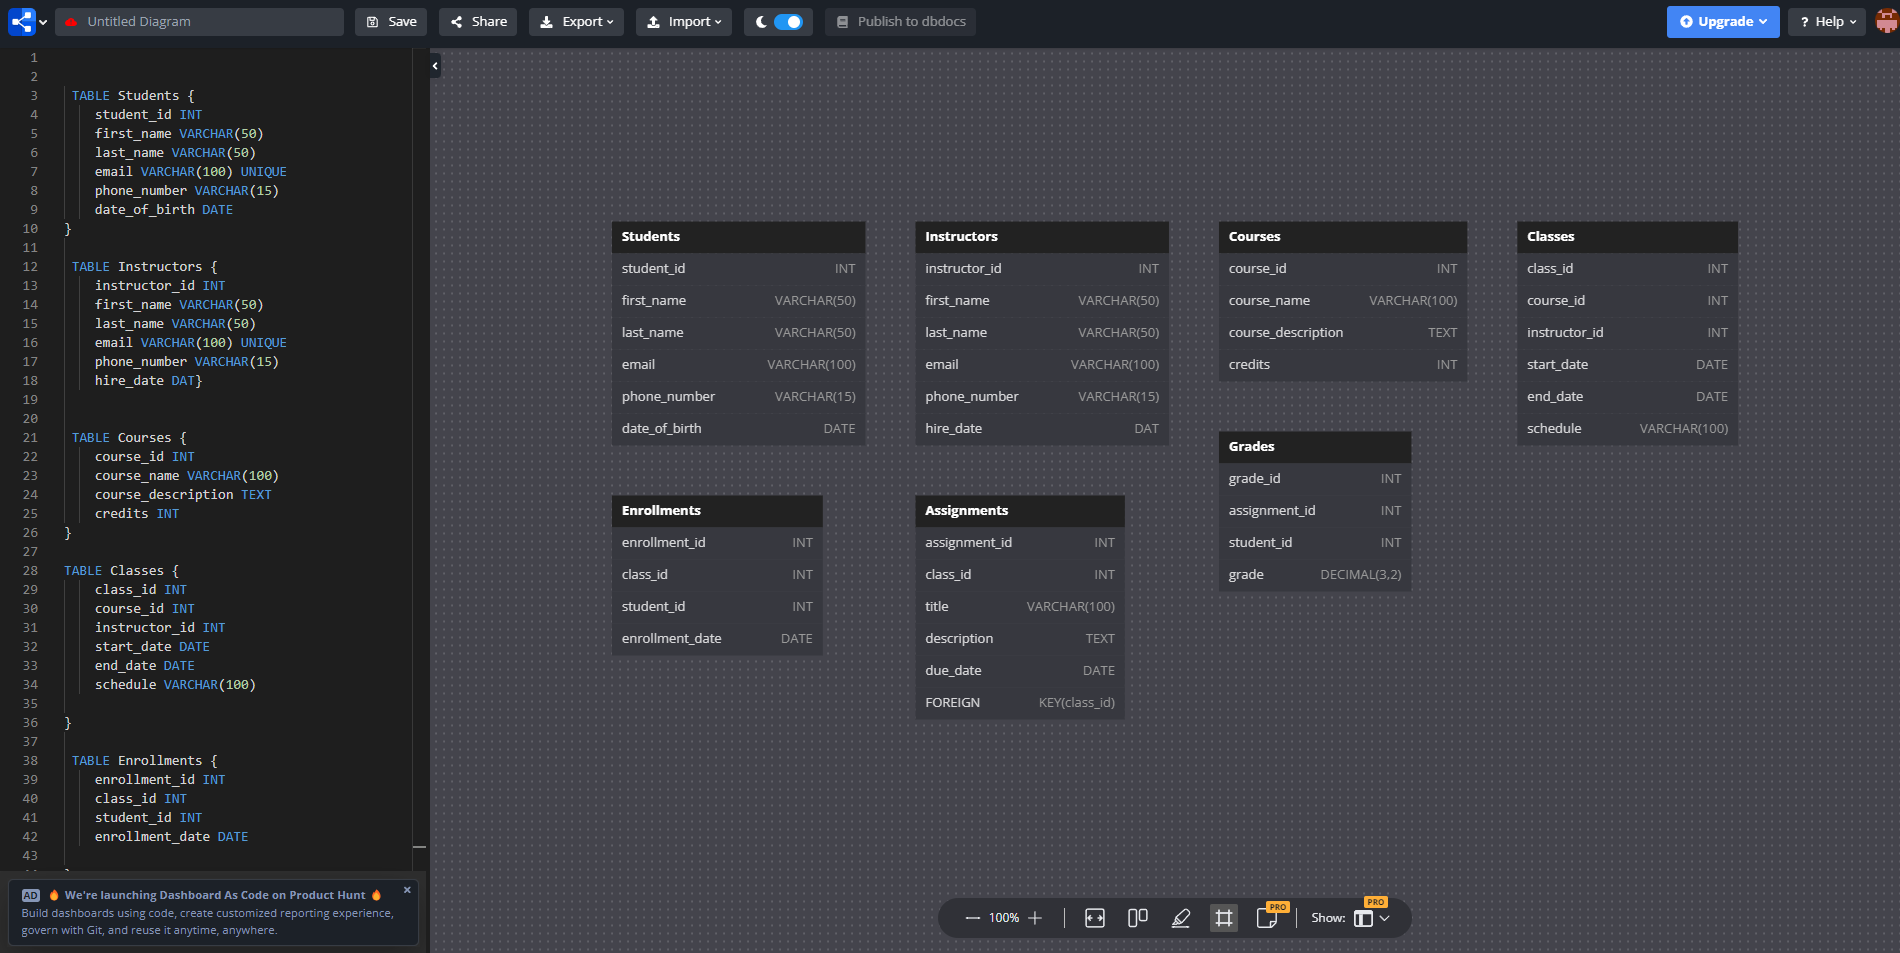 Untitled Diagram
Save
Share
Export
Import
Publish to dbdocs
Upgrade
? Help
1
2
3 TABLE Students {
4 student_id INT
5 first_name VARCHAR(50)
6 last_name VARCHAR(50)
7 email VARCHAR(100) UNIQUE
8 phone_number VARCHAR(15)
9 date_of_birth DATE
10 }
11
12 TABLE Instructors {
13 instructor_id INT
14 first_name VARCHAR(50)
15 last_name VARCHAR(50)
16 email VARCHAR(100) UNIQUE
17 phone_number VARCHAR(15)
18 hire_date DAT}
19
20
21 TABLE Courses {
22 course_id INT
23 course_name VARCHAR(100)
24 course_description TEXT
25 credits INT
26 }
27
28 TABLE Classes {
29 class_id INT
30 course_id INT
31 instructor_id INT
32 start_date DATE
33 end_date DATE
34 schedule VARCHAR(100)
35
36 }
37
38 TABLE Enrollments {
39 enrollment_id INT
40 class_id INT
41 student_id INT
42 enrollment_date DATE
43
AD 🔥 We're launching Dashboard As Code on Product Hunt 🔥 ×
Build dashboards using code, create customized reporting experience,
govern with Git, and reuse it anytime, anywhere.
Students
student_id INT
first_name VARCHAR(50)
last_name VARCHAR(50)
email VARCHAR(100)
phone_number VARCHAR(15)
date_of_birth DATE
Instructors
instructor_id INT
first_name VARCHAR(50)
last_name VARCHAR(50)
email VARCHAR(100)
phone_number VARCHAR(15)
hire_date DAT
Courses
course_id INT
course_name VARCHAR(100)
course_description TEXT
credits INT
Classes
class_id INT
course_id INT
instructor_id INT
start_date DATE
end_date DATE
schedule VARCHAR(100)
Grades
grade_id INT
assignment_id INT
student_id INT
grade DECIMAL(3,2)
Enrollments
enrollment_id INT
class_id INT
student_id INT
enrollment_date DATE
Assignments
assignment_id INT
class_id INT
title VARCHAR(100)
description TEXT
due_date DATE
FOREIGN KEY(class_id)
100%
PRO
Show:
PRO